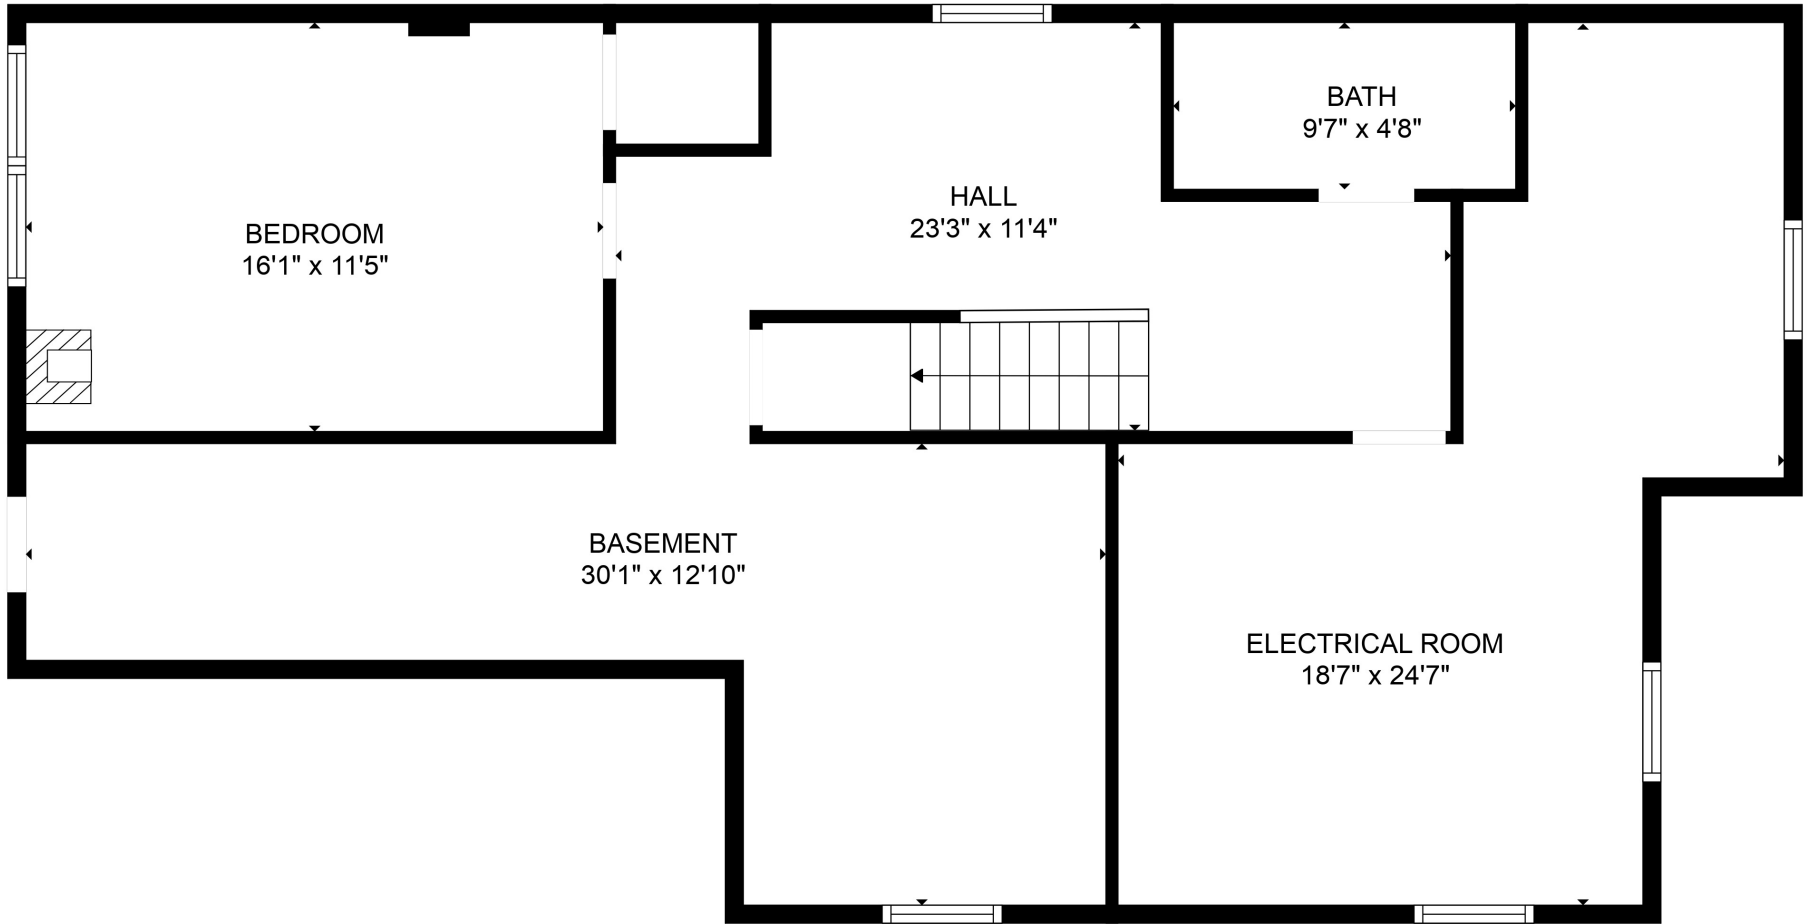 BATH
9'7" x 4'8"
HALL
23'3" x 11'4"
BEDROOM
16'1" x 11'5"
BASEMENT
30'1" x 12'10"
ELECTRICAL ROOM
18'7" x 24'7"